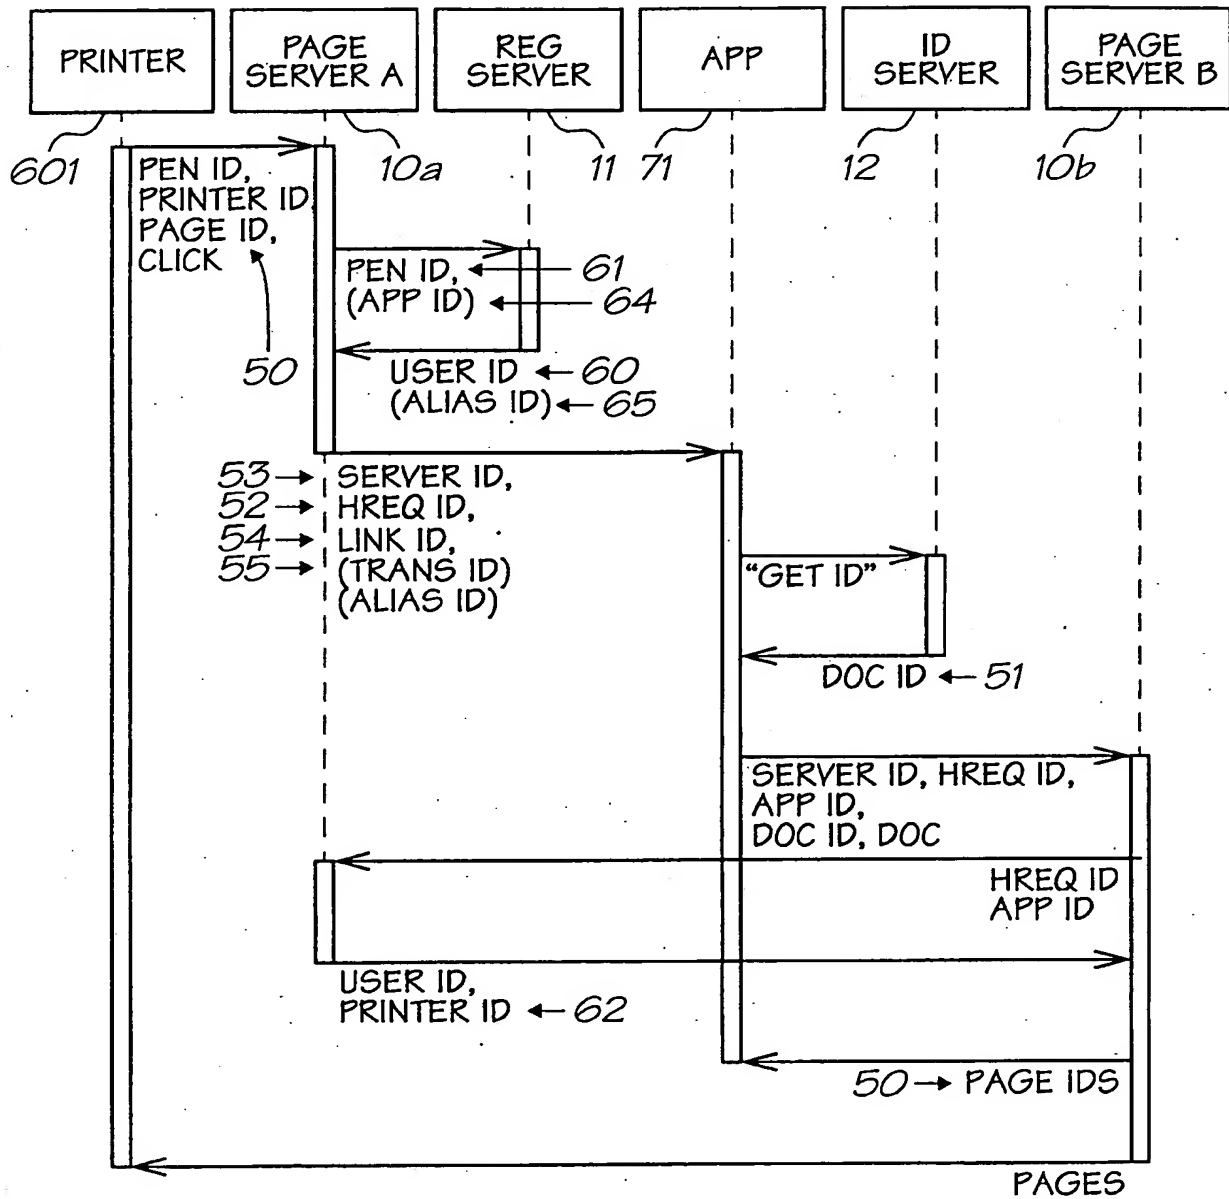 PRINTER
PAGE
SERVER A
REG
SERVER
APP
ID
SERVER
PAGE
SERVER B
601
10a
11
71
12
10b
PEN ID,
PRINTER ID
PAGE ID,
CLICK
50
PEN ID, 61
(APP ID) 64
USER ID 60
(ALIAS ID) 65
53 SERVER ID,
52 HREQ ID,
54 LINK ID,
55 (TRANS ID)
(ALIAS ID)
"GET ID"
DOC ID 51
SERVER ID, HREQ ID,
APP ID,
DOC ID, DOC
HREQ ID
APP ID
USER ID,
PRINTER ID 62
50 PAGE IDS
PAGES